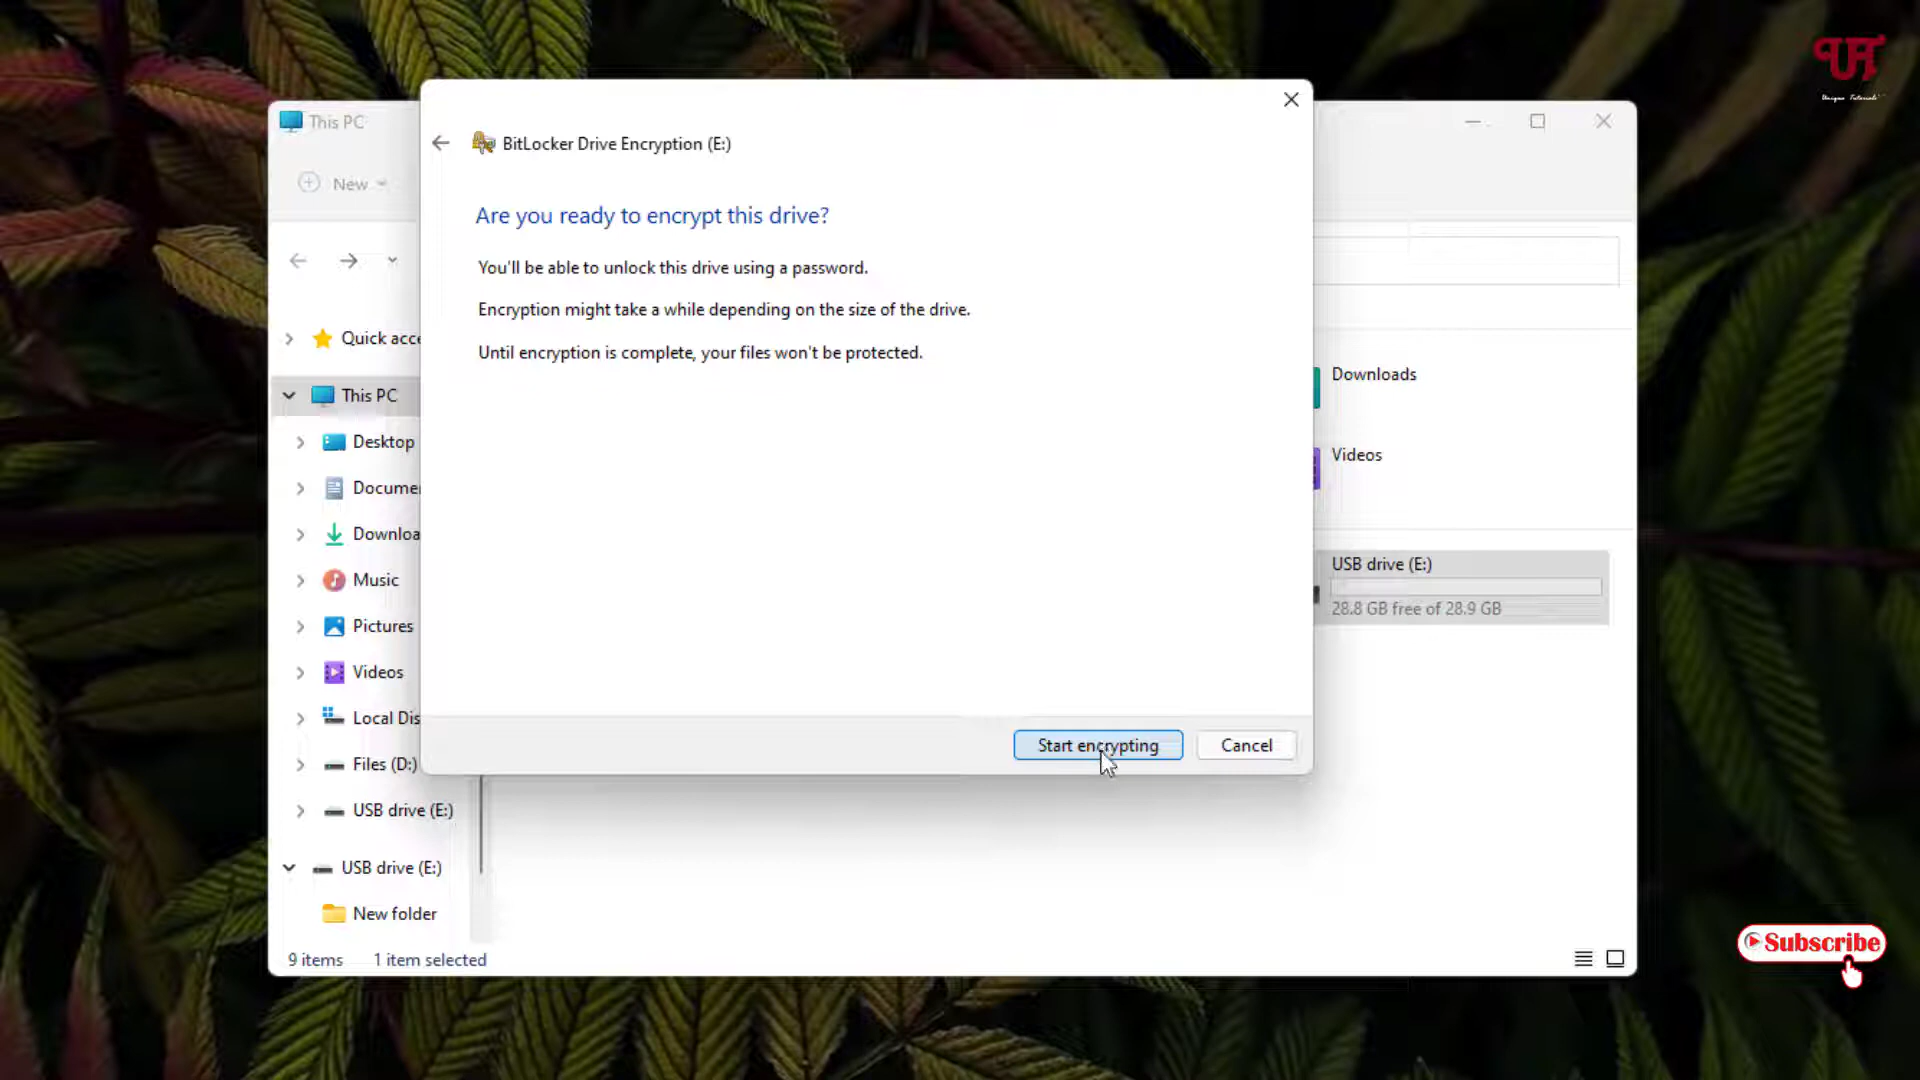 UA
Unique Tutorials
This PC
New
BitLocker Drive Encryption (E:)
Are you ready to encrypt this drive?
You'll be able to unlock this drive using a password.
Encryption might take a while depending on the size of the drive.
Until encryption is complete, your files won't be protected.
Quick acce
This PC
Desktop
Docume
Downloa
Music
Pictures
Videos
Local Dis
Files (D:)
USB drive (E:)
USB drive (E:)
New folder
Downloads
Videos
USB drive (E:)
28.8 GB free of 28.9 GB
Start encrypting
Cancel
9 items
1 item selected
Subscribe